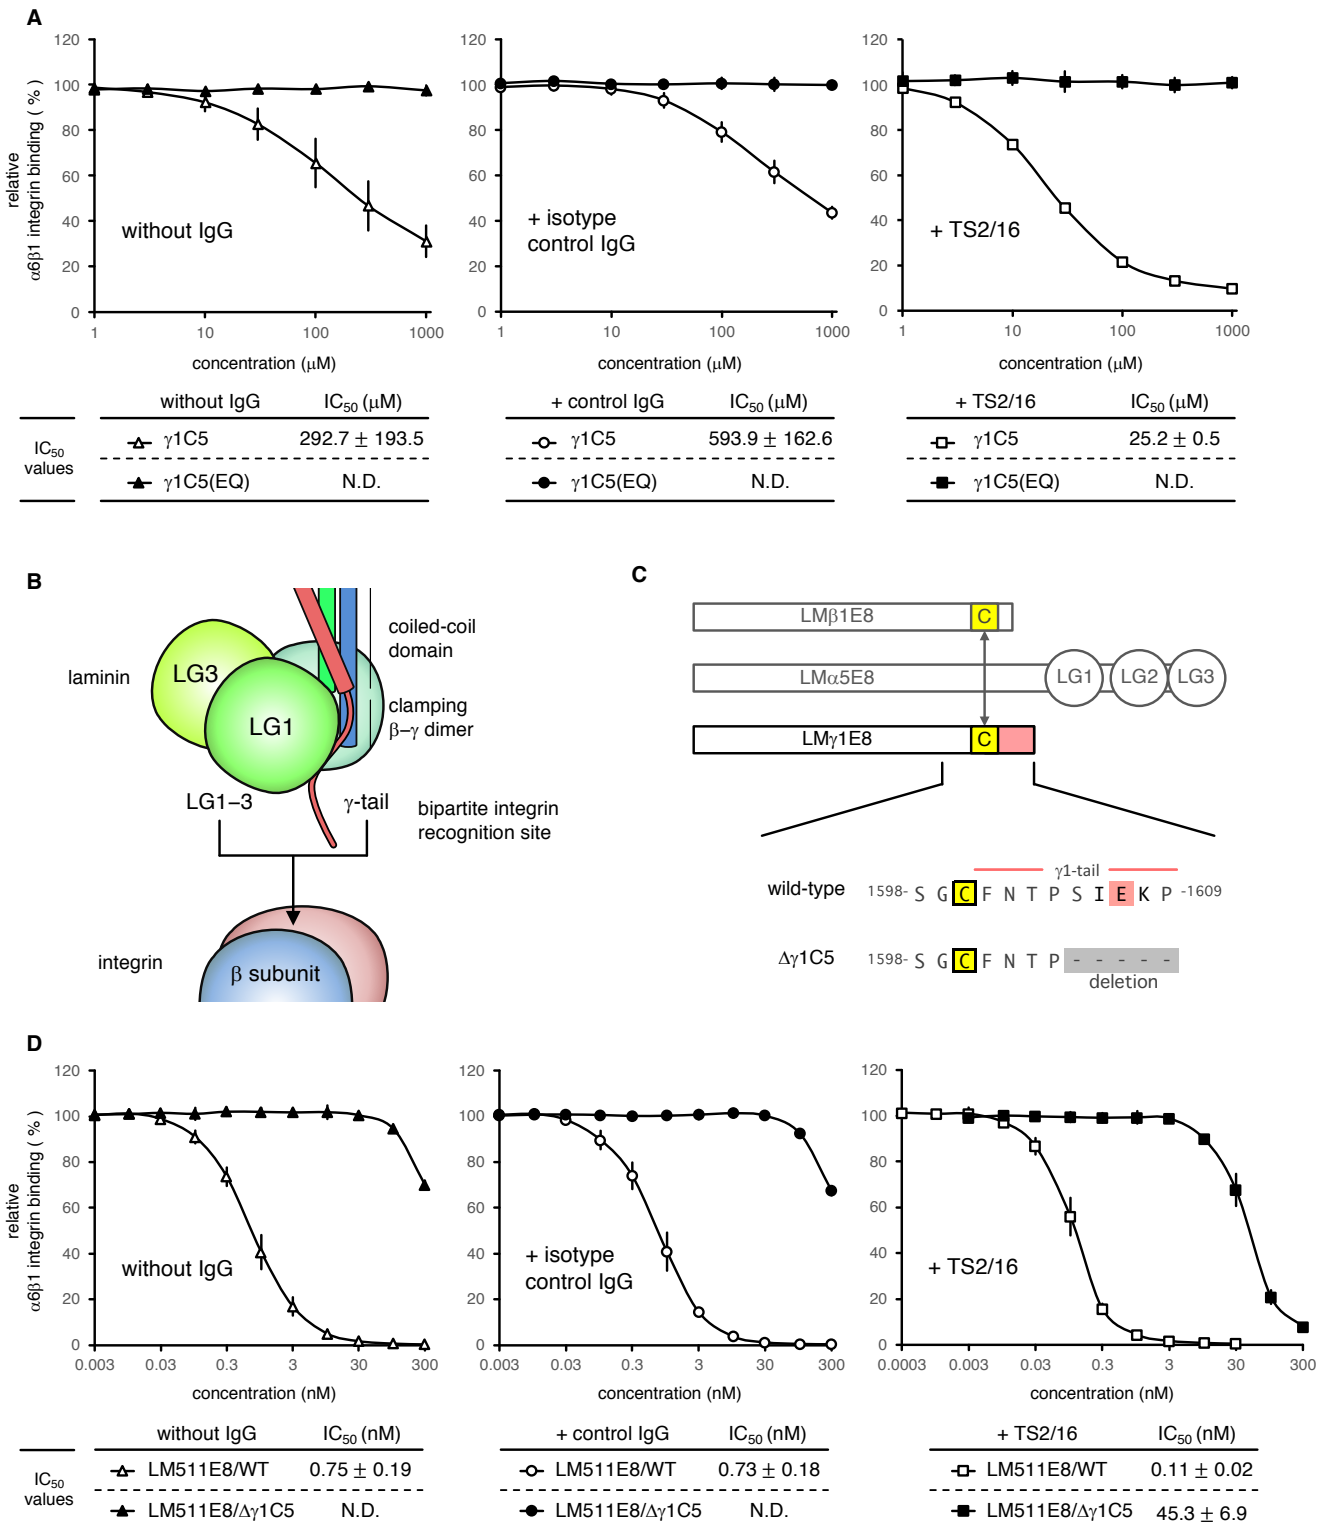 A
relative
α6β1 integrin binding ( % )
120
100
80
60
40
20
0
1
10
100
1000
without IgG
concentration (μM)
120
100
80
60
40
20
0
1
10
100
1000
+ isotype
control IgG
concentration (μM)
120
100
80
60
40
20
0
1
10
100
1000
+ TS2/16
concentration (μM)
IC50
values
without IgG IC50 (μM)
γ1C5 292.7 ± 193.5
γ1C5(EQ) N.D.
+ control IgG IC50 (μM)
γ1C5 593.9 ± 162.6
γ1C5(EQ) N.D.
+ TS2/16 IC50 (μM)
γ1C5 25.2 ± 0.5
γ1C5(EQ) N.D.
B
laminin
LG3
LG1
coiled-coil
domain
clamping
β–γ dimer
LG1–3
γ-tail
bipartite integrin
recognition site
integrin
β subunit
C
LMβ1E8 C
LMα5E8 LG1 LG2 LG3
LMγ1E8 C
γ1-tail
wild-type 1598- S G C F N T P S I E K P -1609
Δγ1C5 1598- S G C F N T P - - - - -
deletion
D
relative
α6β1 integrin binding ( % )
120
100
80
60
40
20
0
0.003
0.03
0.3
3
30
300
without IgG
concentration (nM)
120
100
80
60
40
20
0
0.003
0.03
0.3
3
30
300
+ isotype
control IgG
concentration (nM)
120
100
80
60
40
20
0
0.0003
0.003
0.03
0.3
3
30
300
+ TS2/16
concentration (nM)
IC50
values
without IgG IC50 (nM)
LM511E8/WT 0.75 ± 0.19
LM511E8/Δγ1C5 N.D.
+ control IgG IC50 (nM)
LM511E8/WT 0.73 ± 0.18
LM511E8/Δγ1C5 N.D.
+ TS2/16 IC50 (nM)
LM511E8/WT 0.11 ± 0.02
LM511E8/Δγ1C5 45.3 ± 6.9